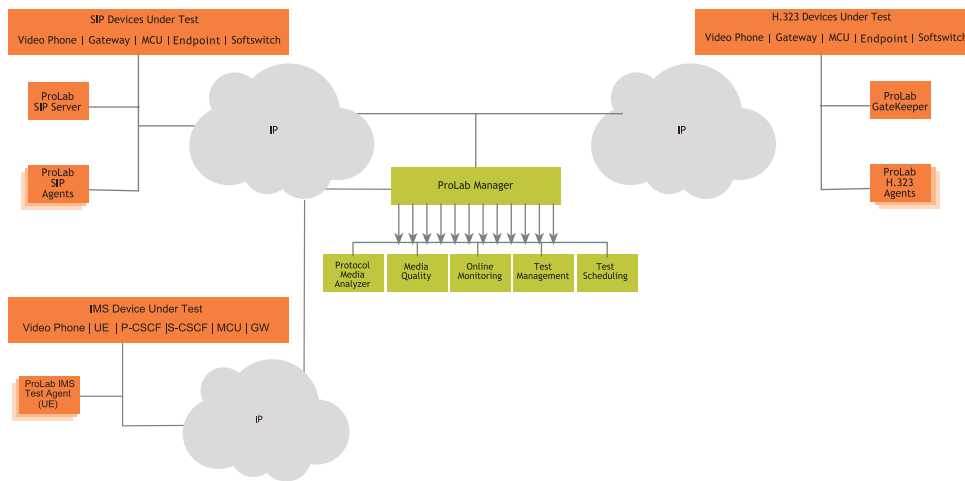 SIP Devices Under Test
Video Phone | Gateway | MCU | Endpoint | Softswitch
H.323 Devices Under Test
Video Phone | Gateway | MCU | Endpoint | Softswitch
ProLab
SIP Server
IP
IP
ProLab
GateKeeper
ProLab
SIP
Agents
ProLab Manager
ProLab
H.323
Agents
Protocol
Media
Analyzer
Media
Quality
Online
Monitoring
Test
Management
Test
Scheduling
IMS Device Under Test
Video Phone | UE | P-CSCF |S-CSCF | MCU | GW
ProLab IMS
Test Agent
(UE)
IP